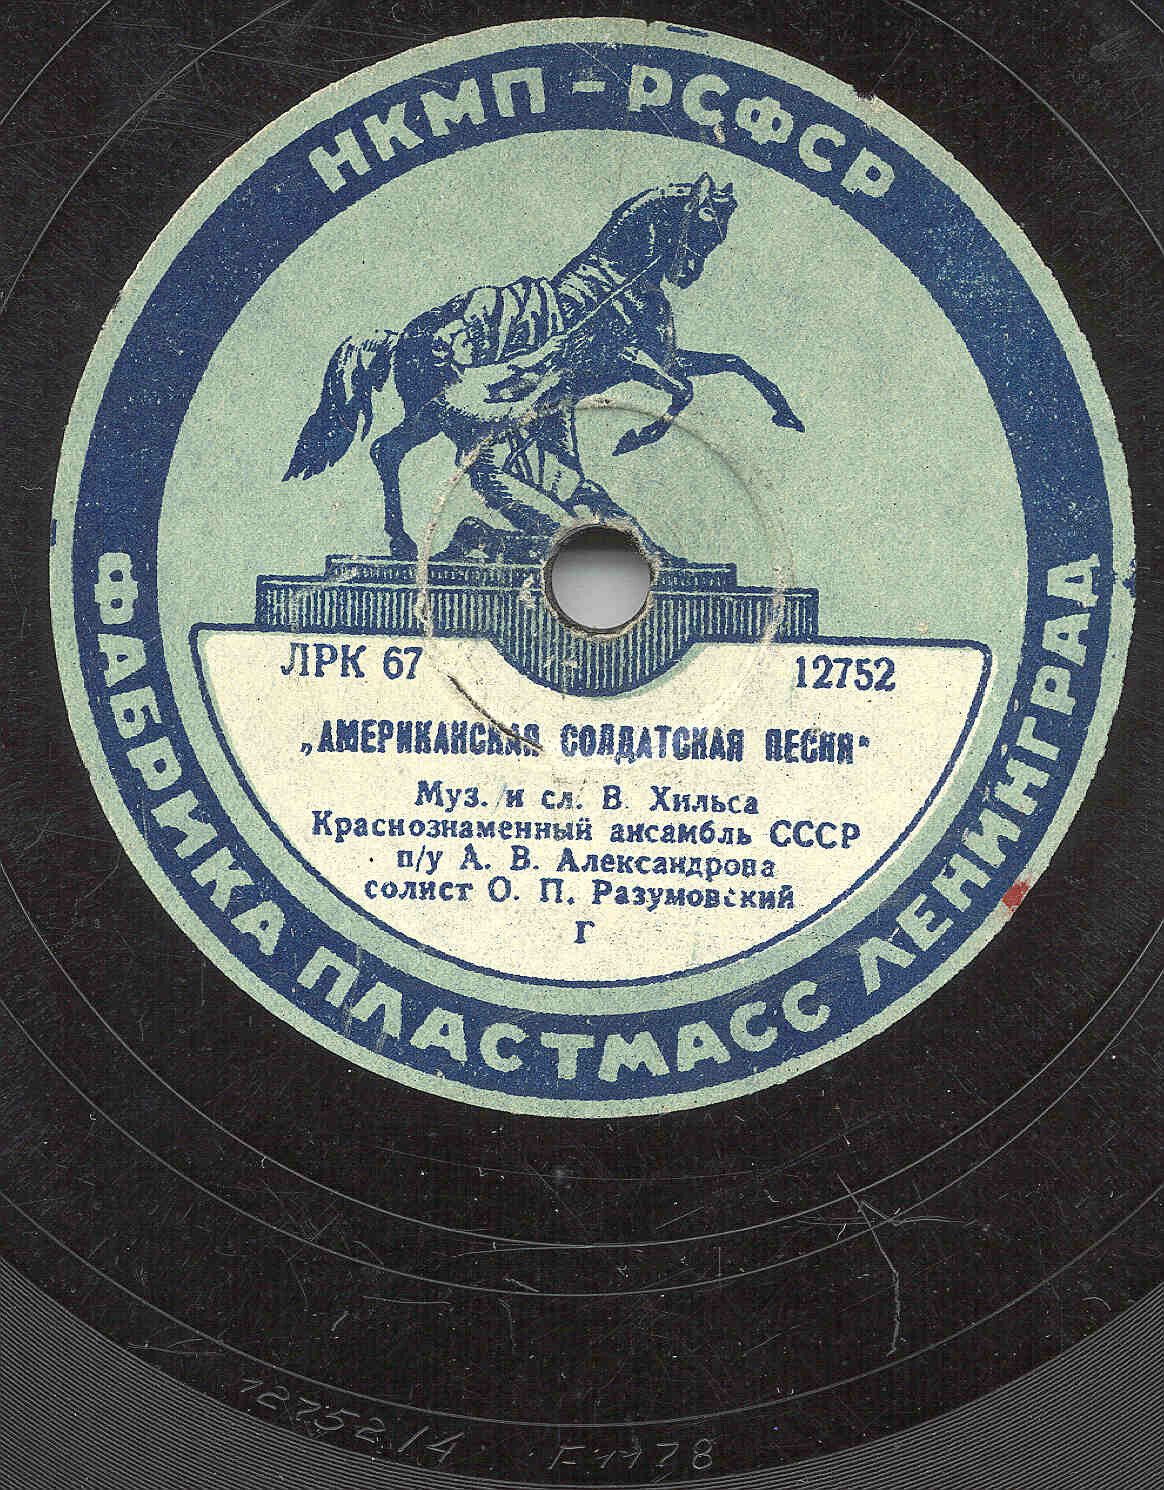 НКМП - РСФСР
ЛРК 67
12752
„АМЕРИКАНСКАЯ СОЛДАТСКАЯ ПЕСНЯ"
Муз. и сл. В. Хильса
Краснознаменный ансамбль СССР
п/у А. В. Александрова
солист О. П. Разумовский
Г
ФАБРИКА ПЛАСТМАСС ЛЕНИНГРАД
12752/4